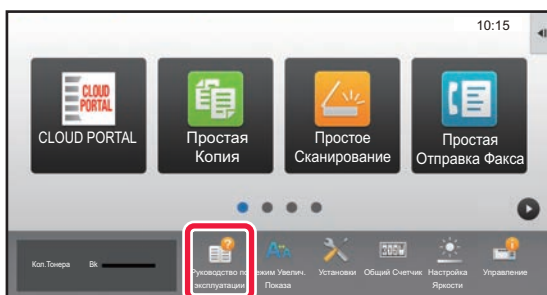 10:15
CLOUD
PORTAL
CLOUD PORTAL
Простая
Копия
Простое
Сканирование
Простая
Отправка Факса
Кол.Тонера Bk
Руководство по
эксплуатации
Режим Увелич.
Показа
Установки
Общий Счетчик
Настройка
Яркости
Управление